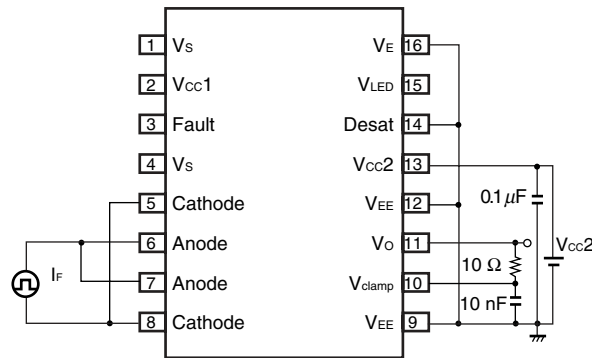 1 Vs VE 16
2 VCC1 VLED 15
3 Fault Desat 14
4 Vs VCC2 13
5 Cathode VEE 12
6 Anode VO 11
7 Anode Vclamp 10
8 Cathode VEE 9
IF
0.1 µF
VCC2
10 Ω
10 nF